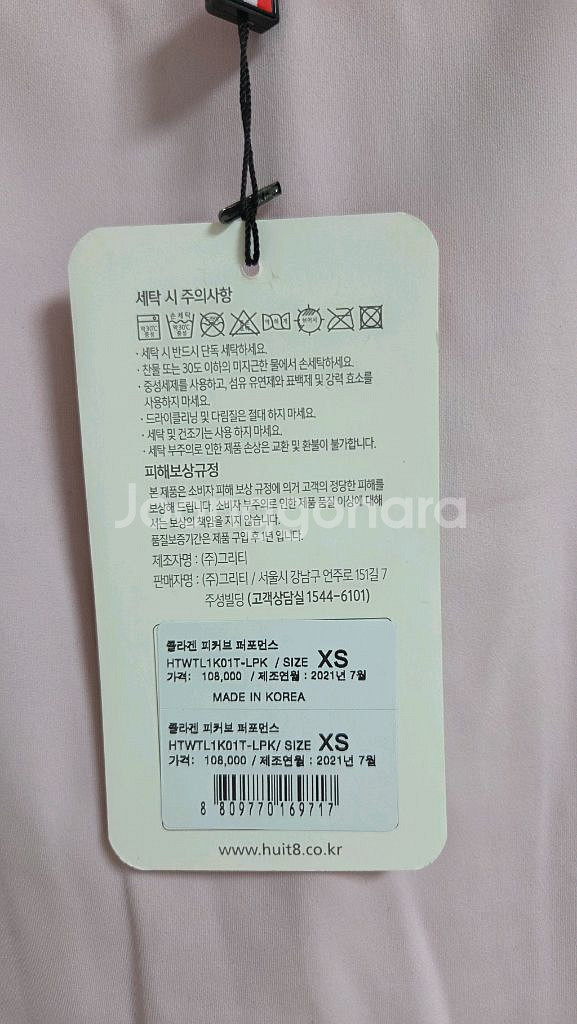 세탁 시 주의사항
약30℃
중성
손세탁
약30℃
중성
· 세탁 시 반드시 단독 세탁하세요.
· 찬물 또는 30도 이하의 미지근한 물에서 손세탁하세요.
· 중성세제를 사용하고, 섬유 유연제와 표백제 및 강력 효소를
사용하지 마세요.
· 드라이클리닝 및 다림질은 절대 하지 마세요.
· 세탁 및 건조기는 사용 하지 마세요.
· 세탁 부주의로 인한 제품 손상은 교환 및 환불이 불가합니다.
피해보상규정
본 제품은 소비자 피해 보상 규정에 의거 고객의 정당한 피해를
보상해 드립니다. 소비자 부주의로 인한 제품 품질 이상에 대해
서는 보상의 책임을 지지 않습니다.
품질보증기간은 제품 구입 후 1년 입니다.
제조자명 : (주)그리티
판매자명 : (주)그리티 / 서울시 강남구 언주로 151길 7
주성빌딩 (고객상담실 1544-6101)
콜라겐 피커브 퍼포먼스
HTWTL1K01T-LPK / SIZE XS
가격: 108,000 / 제조연월 : 2021년 7월
MADE IN KOREA
콜라겐 피커브 퍼포먼스
HTWTL1K01T-LPK/ SIZE XS
가격: 108,000 / 제조연월 : 2021년 7월
8 809770 169717
www.huit8.co.kr